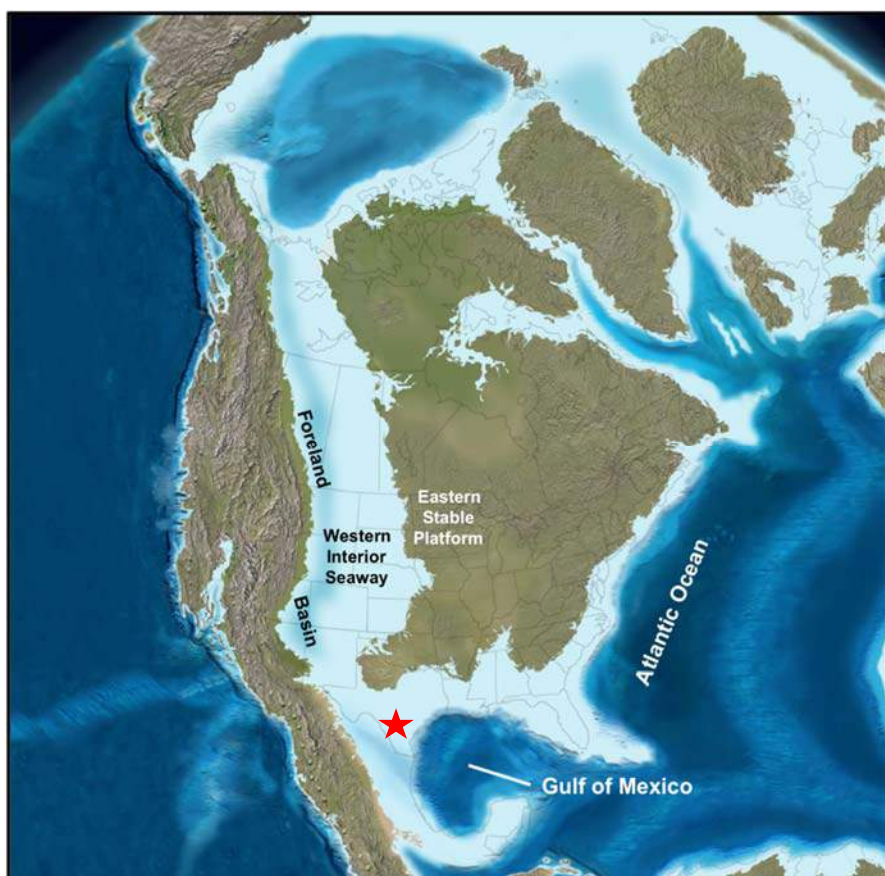 Foreland
Basin
Western
Interior
Seaway
Eastern
Stable
Platform
Atlantic Ocean
Gulf of Mexico